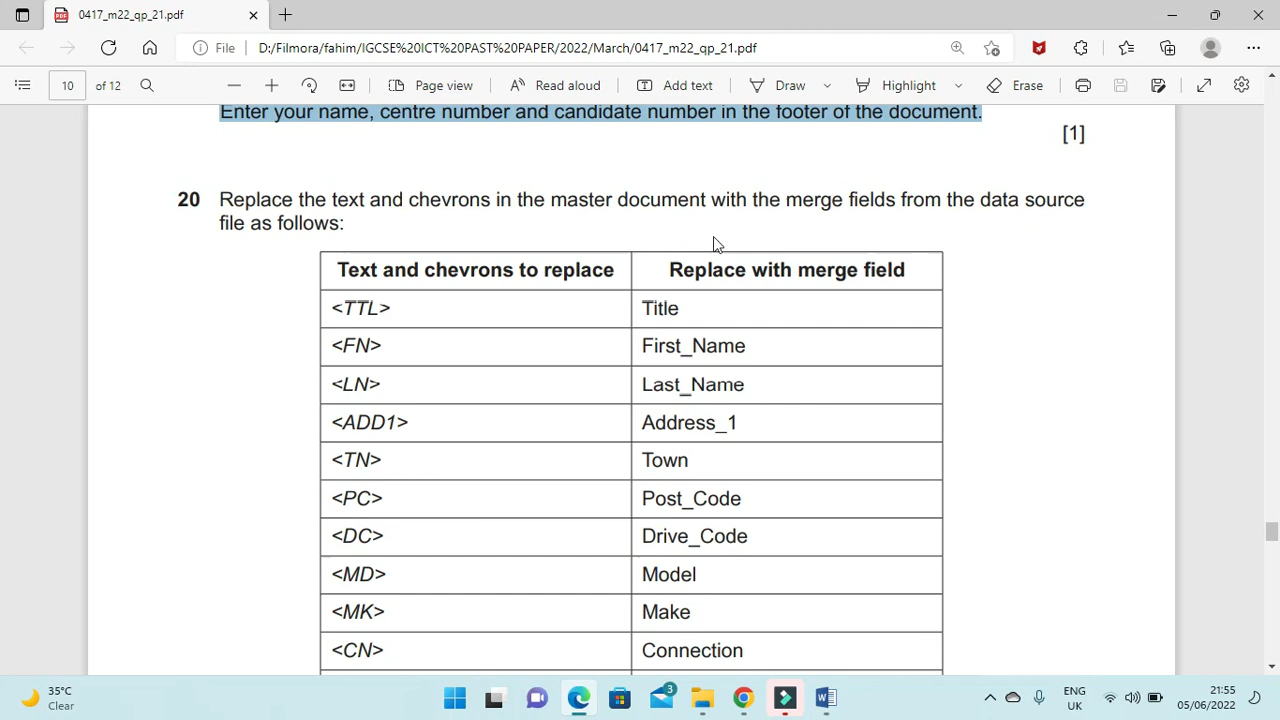 0417_m22_qp_21.pdf
File
D:/Filmora/fahim/IGCSE%20ICT%20PAST%20PAPER/2022/March/0417_m22_qp_21.pdf
10 of 12
Page view
Read aloud
Add text
Draw
Highlight
Erase
Enter your name, centre number and candidate number in the footer of the document.
[1]
20 Replace the text and chevrons in the master document with the merge fields from the data source
file as follows:
Text and chevrons to replace Replace with merge field
<TTL> Title
<FN> First_Name
<LN> Last_Name
<ADD1> Address_1
<TN> Town
<PC> Post_Code
<DC> Drive_Code
<MD> Model
<MK> Make
<CN> Connection
35°C
Clear
3
ENG
UK
21:55
05/06/2022